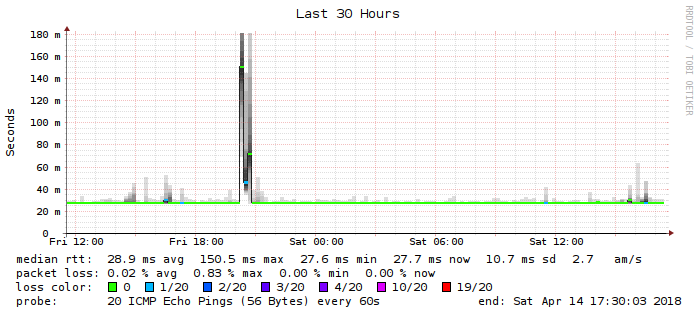 Last 30 Hours
RRDTOOL / TOBI OETIKER
Seconds
180 m
160 m
140 m
120 m
100 m
80 m
60 m
40 m
20 m
0
Fri 12:00 Fri 18:00 Sat 00:00 Sat 06:00 Sat 12:00
median rtt: 28.9 ms avg 150.5 ms max 27.6 ms min 27.7 ms now 10.7 ms sd 2.7 am/s
packet loss: 0.02 % avg 0.83 % max 0.00 % min 0.00 % now
loss color: 0 1/20 2/20 3/20 4/20 10/20 19/20
probe: 20 ICMP Echo Pings (56 Bytes) every 60s end: Sat Apr 14 17:30:03 2018